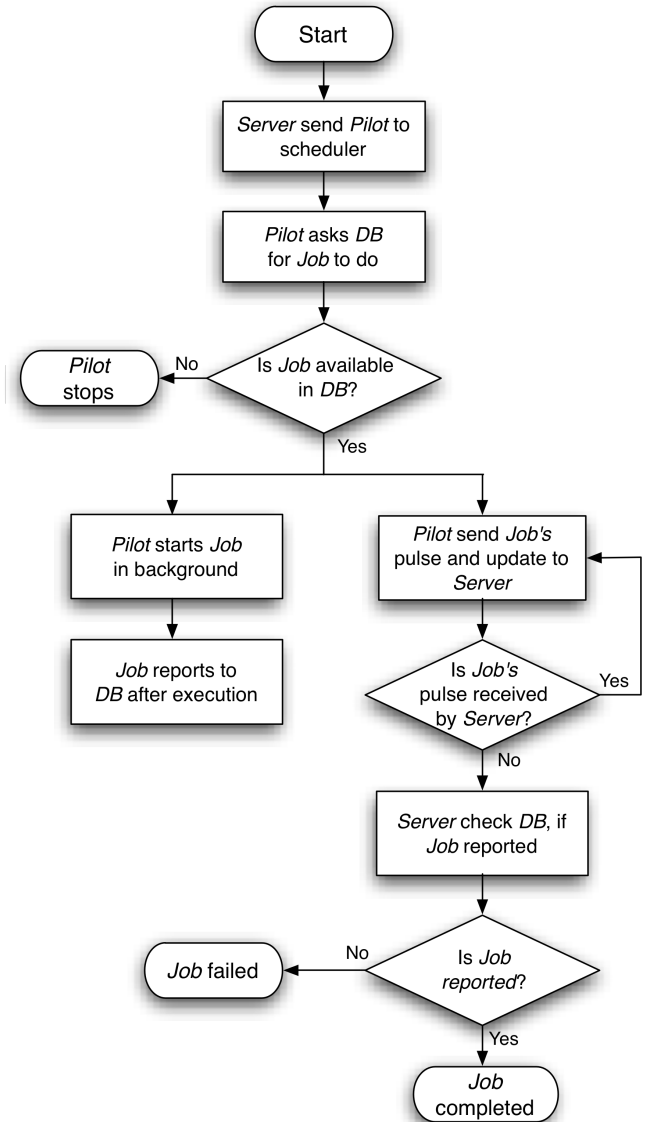 Start
Server send Pilot to
scheduler
Pilot asks DB
for Job to do
Is Job available
in DB?
No
Pilot
stops
Yes
Pilot starts Job
in background
Job reports to
DB after execution
Pilot send Job's
pulse and update to
Server
Is Job's
pulse received
by Server?
Yes
No
Server check DB, if
Job reported
Is Job
reported?
No
Job failed
Yes
Job
completed